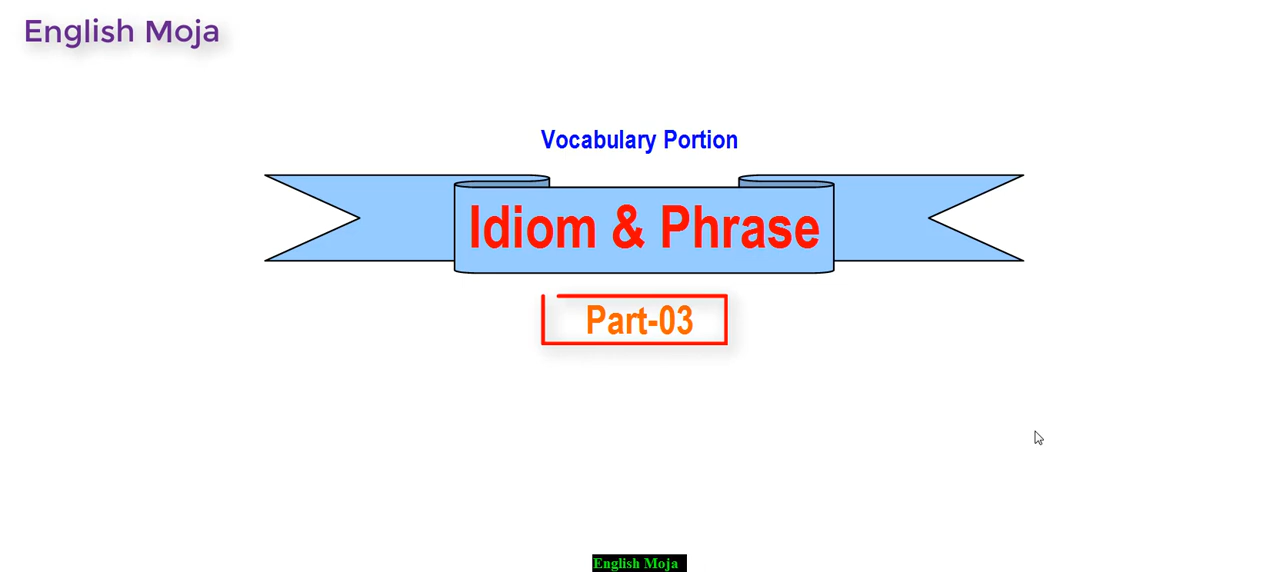 English Moja
Vocabulary Portion
Idiom & Phrase
Part-03
English Moja